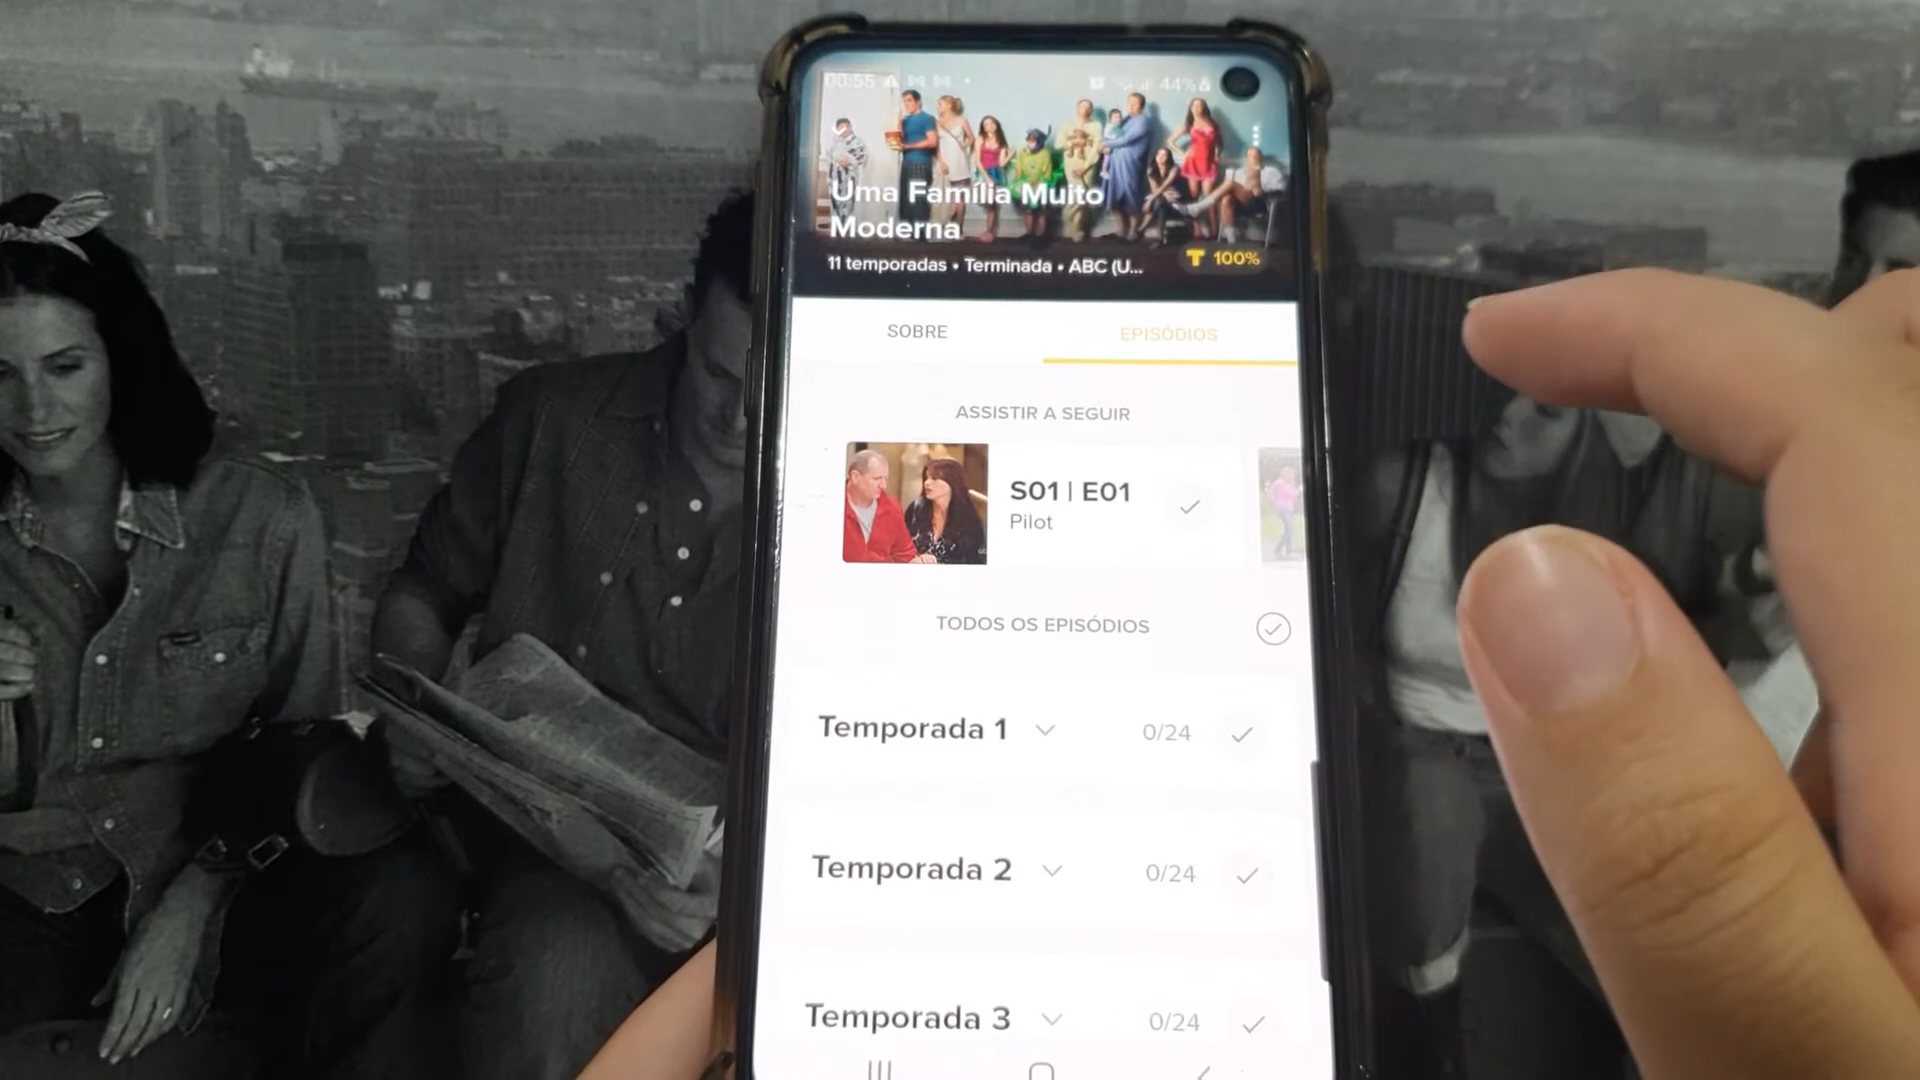 00:55
44%
Uma Família Muito
Moderna
11 temporadas • Terminada • ABC (U...
100%
SOBRE
EPISÓDIOS
ASSISTIR A SEGUIR
S01 | E01
Pilot
TODOS OS EPISÓDIOS
Temporada 1
0/24
Temporada 2
0/24
Temporada 3
0/24